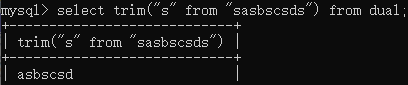 mysql> select trim("s" from "sasbscsds") from dual;
+----------------------------+
| trim("s" from "sasbscsds") |
+----------------------------+
| asbscsd                    |